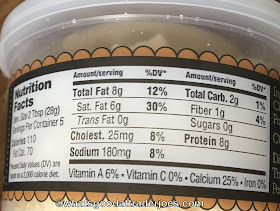 Nutrition
Facts
Serv. Size 2 Tbsp (28g)
Servings Per Container 5
Calories 110
Fat Cal. 70
Percent Daily Values (DV) are
based on a 2,000 calorie diet.
Amount/serving %DV*
Total Fat 8g 12%
Sat. Fat 6g 30%
Trans Fat 0g
Cholest. 25mg 8%
Sodium 180mg 8%
Amount/serving %DV*
Total Carb. 2g 1%
Fiber 1g 4%
Sugars 0g
Protein 8g
Vitamin A 6% • Vitamin C 0% • Calcium 25% • Iron 0%
©whatsgoodattraderjoes.com